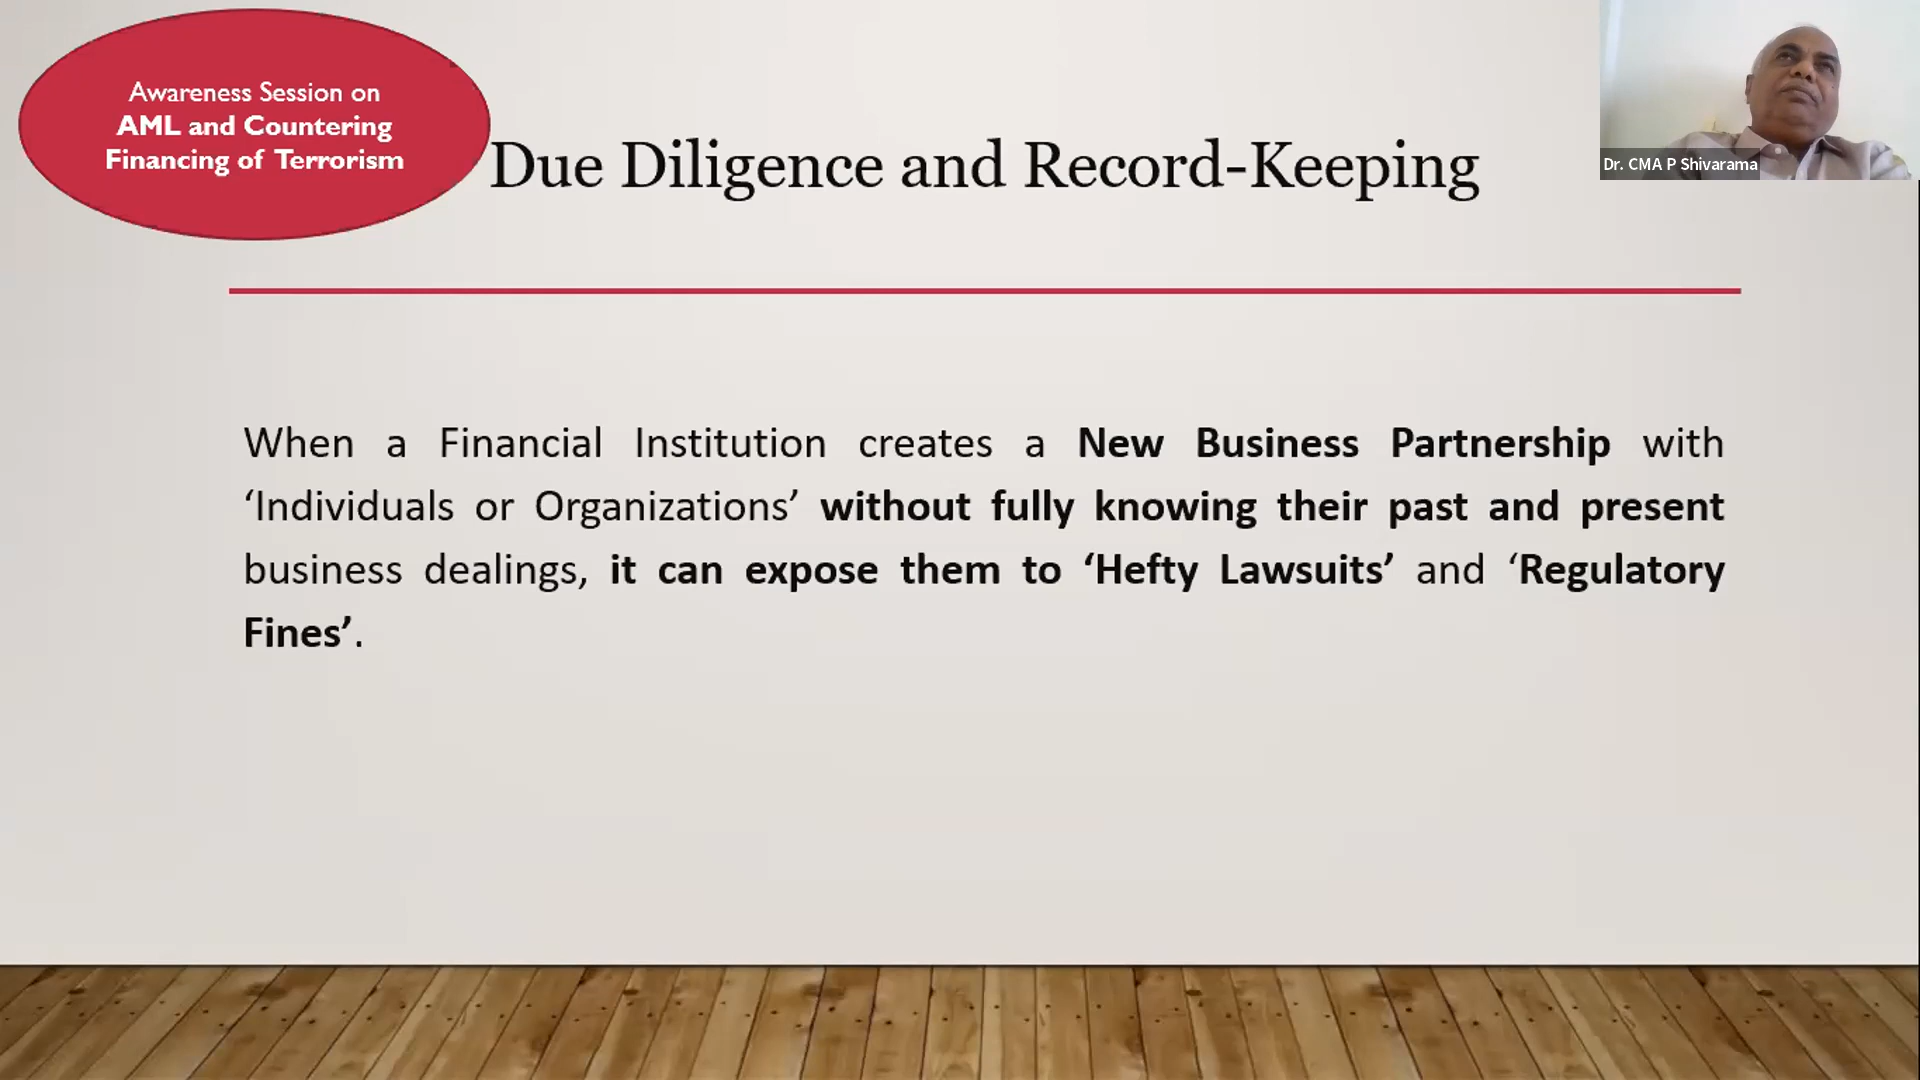 Awareness Session on
AML and Countering
Financing of Terrorism
Due Diligence and Record-Keeping
Dr. CMA P Shivarama
When a Financial Institution creates a New Business Partnership with
‘Individuals or Organizations’ without fully knowing their past and present
business dealings, it can expose them to ‘Hefty Lawsuits’ and ‘Regulatory
Fines’.